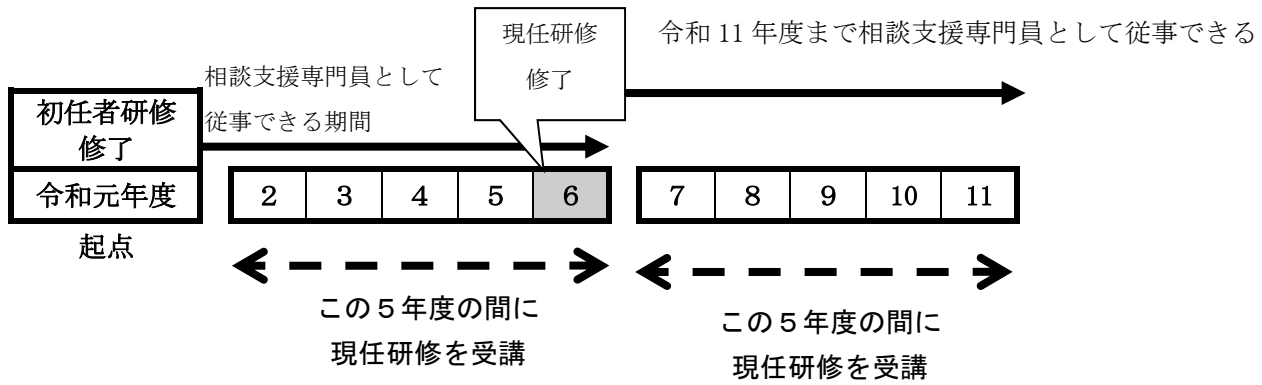 現任研修
修了
令和 11 年度まで相談支援専門員として従事できる
相談支援専門員として
従事できる期間
初任者研修
修了
令和元年度
2 3 4 5 6
7 8 9 10 11
起点
この５年度の間に
現任研修を受講
この５年度の間に
現任研修を受講